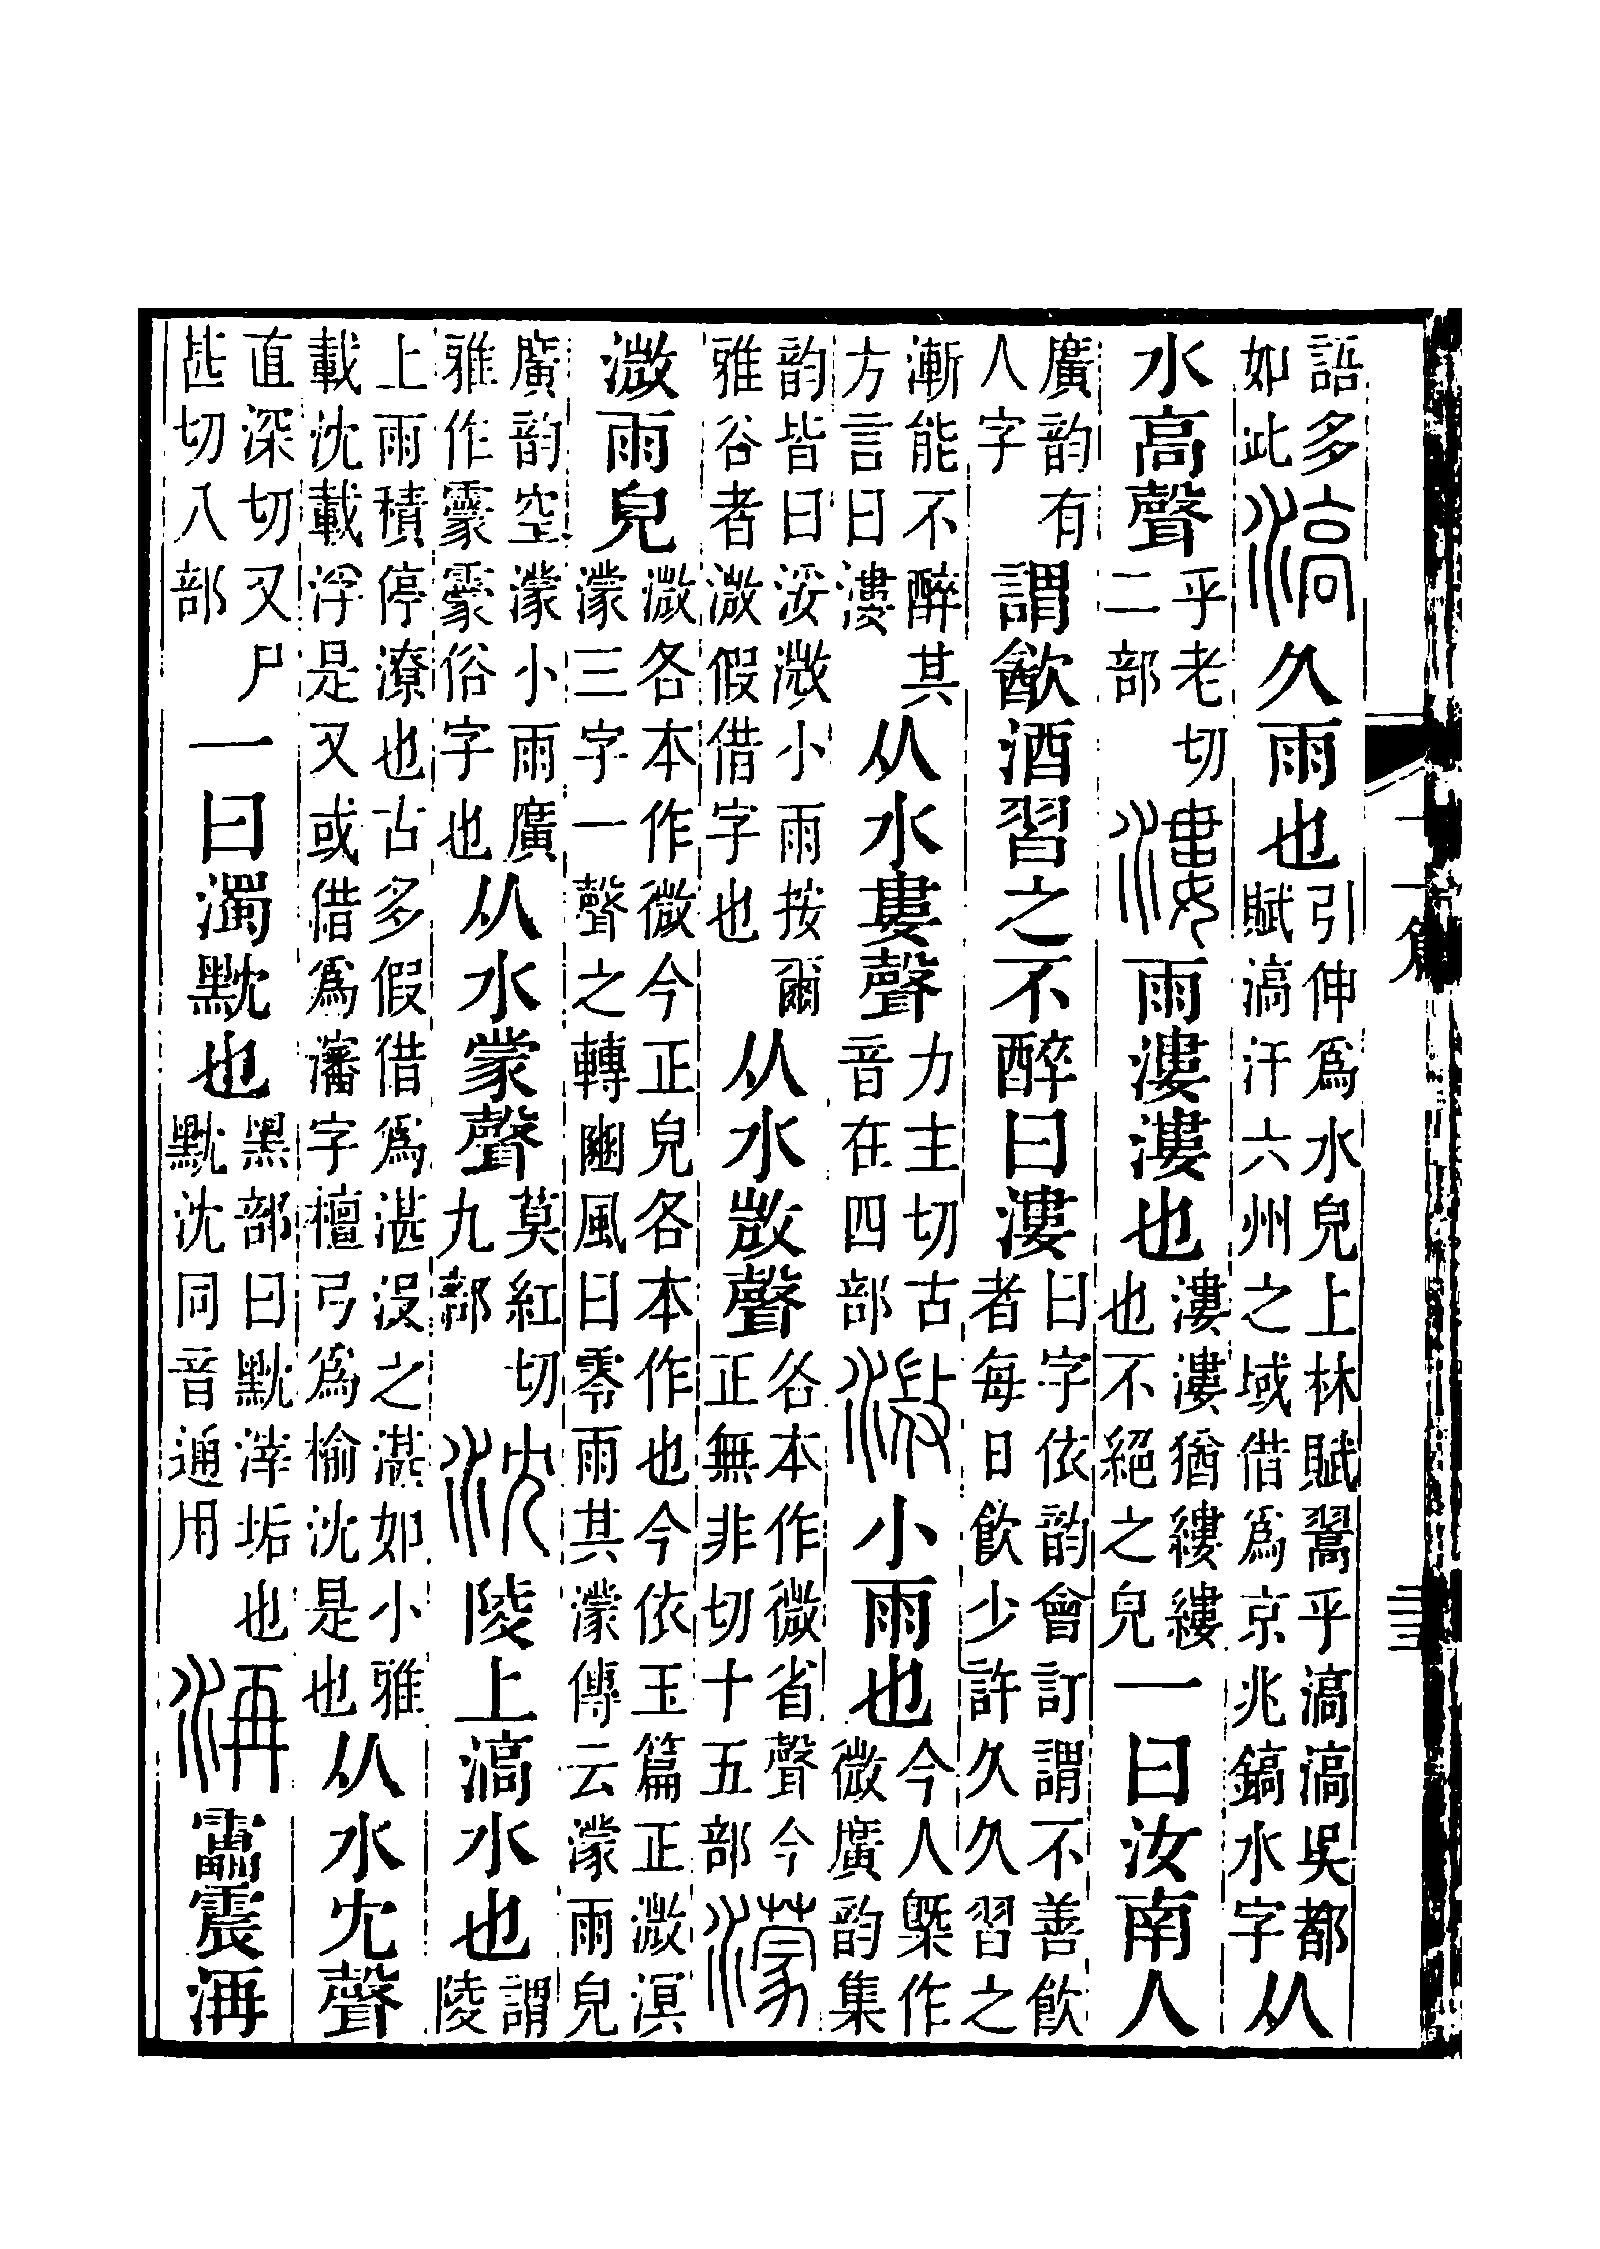 語多如此滈久雨也引伸爲水皃上林賦翯乎滈滈吳都賦滈汗六州之域借爲京兆鎬水字从
水高聲乎老切二部漊雨漊漊也漊漊猶縷縷也不絕之皃一曰汝南人
廣韵有人字謂㱃酒習之不醉曰漊曰字依韵會訂謂不善飲者每日飲少許久久習之
漸能不醉其方言曰漊从水婁聲力主切古音在四部溦小雨也今人槩作微廣韵集
韵皆曰浽溦小雨按爾雅谷者溦假借字也从水𢼸聲各本作微省聲今正無非切十五部濛
溦雨皃溦各本作微今正皃各本作也今依玉篇正溦溟濛三字一聲之轉豳風曰零雨其濛傳云濛雨皃
廣韵空濛小雨廣雅作霥霥俗字也从水蒙聲莫紅切九部沈陵上滈水也謂陵
上雨積停潦也古多假借爲湛没之湛如小雅載沈載浮是又或借爲瀋字檀弓爲榆沈是也从水冘聲
直深切又尸甚切八部一曰濁黕也黑部曰黕滓垢也黕沈同音通用洅靁震洅